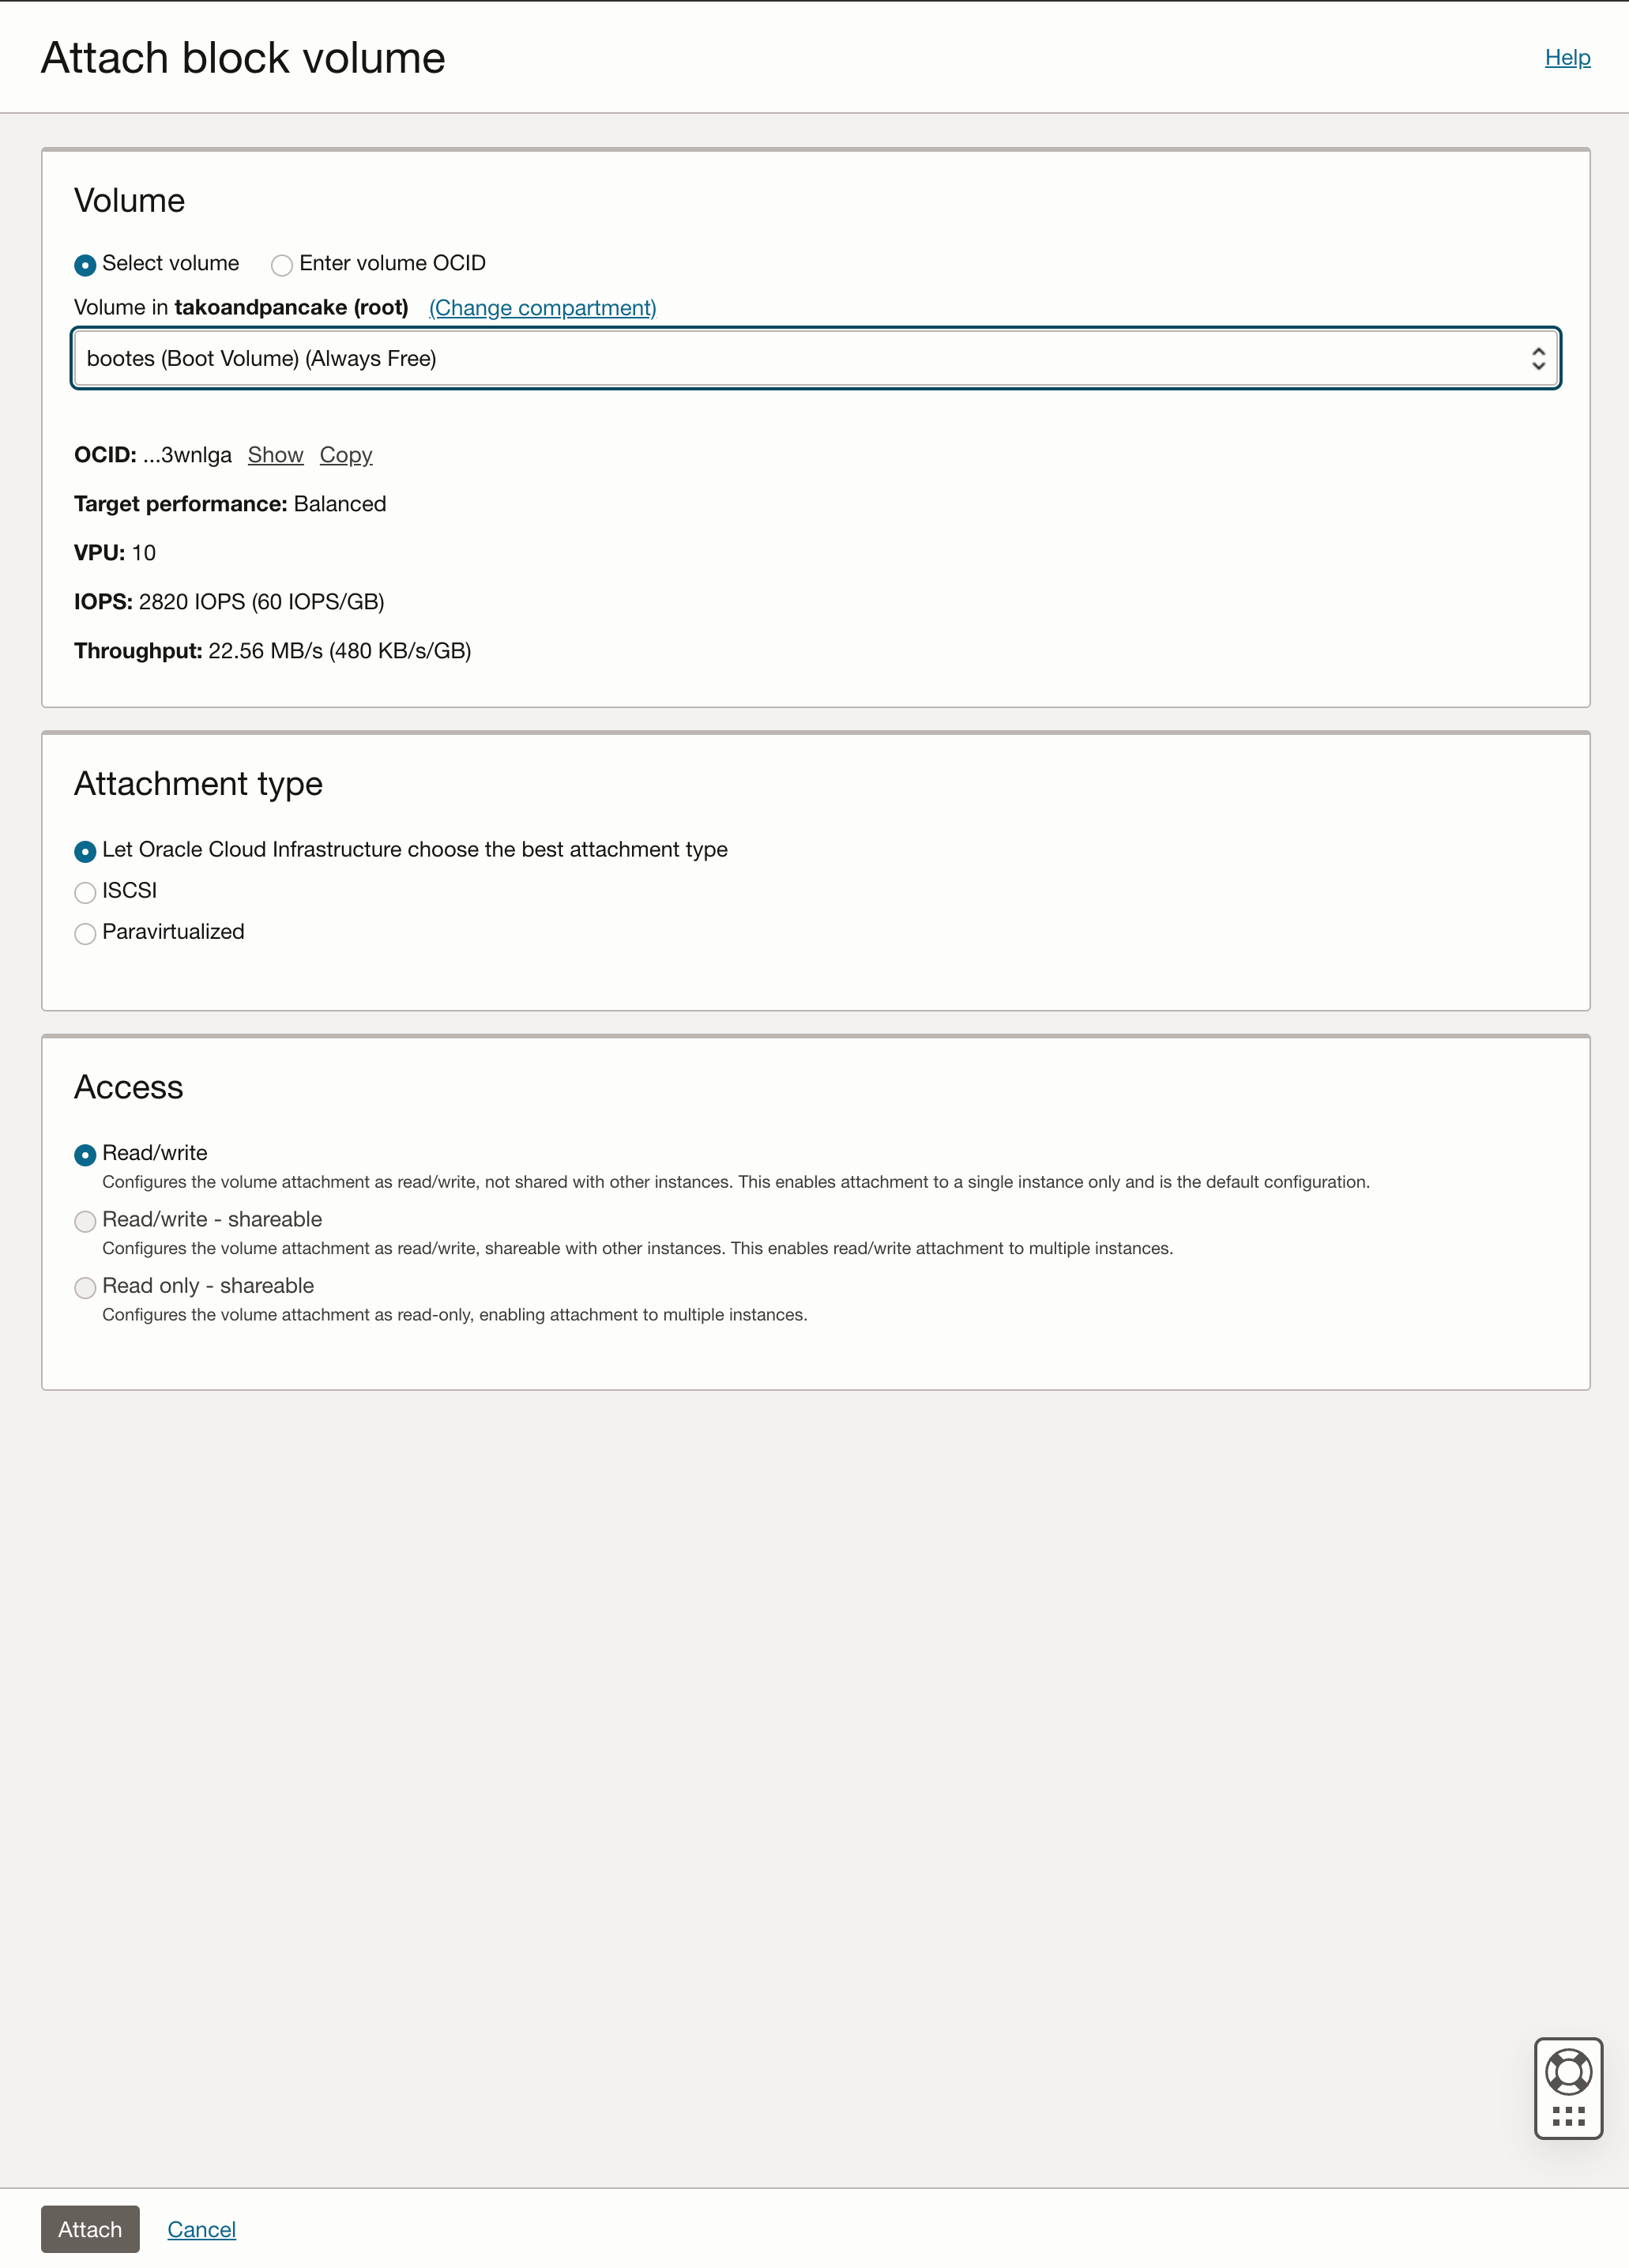 Attach block volume
Help
Volume
Select volume Enter volume OCID
Volume in takoandpancake (root) (Change compartment)
bootes (Boot Volume) (Always Free)
OCID: ...3wnlga Show Copy
Target performance: Balanced
VPU: 10
IOPS: 2820 IOPS (60 IOPS/GB)
Throughput: 22.56 MB/s (480 KB/s/GB)
Attachment type
Let Oracle Cloud Infrastructure choose the best attachment type
ISCSI
Paravirtualized
Access
Read/write
Configures the volume attachment as read/write, not shared with other instances. This enables attachment to a single instance only and is the default configuration.
Read/write - shareable
Configures the volume attachment as read/write, shareable with other instances. This enables read/write attachment to multiple instances.
Read only - shareable
Configures the volume attachment as read-only, enabling attachment to multiple instances.
Attach Cancel